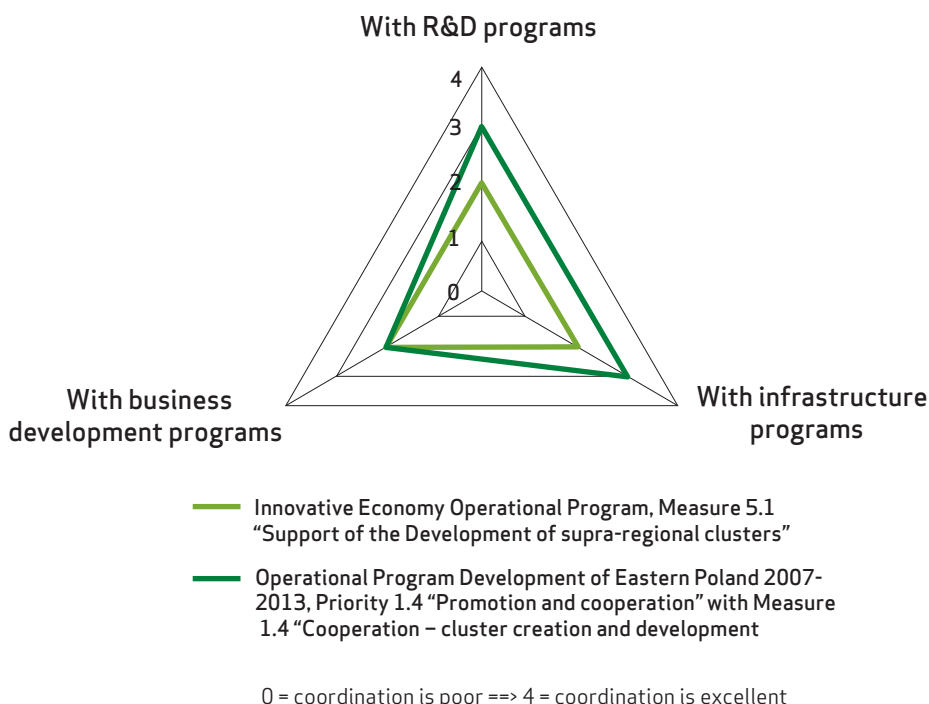 With R&D programs
4
3
2
1
0
With business
development programs
With infrastructure
programs
Innovative Economy Operational Program, Measure 5.1
“Support of the Development of supra-regional clusters”
Operational Program Development of Eastern Poland 2007-
2013, Priority 1.4 “Promotion and cooperation” with Measure
1.4 “Cooperation – cluster creation and development
0 = coordination is poor ==> 4 = coordination is excellent